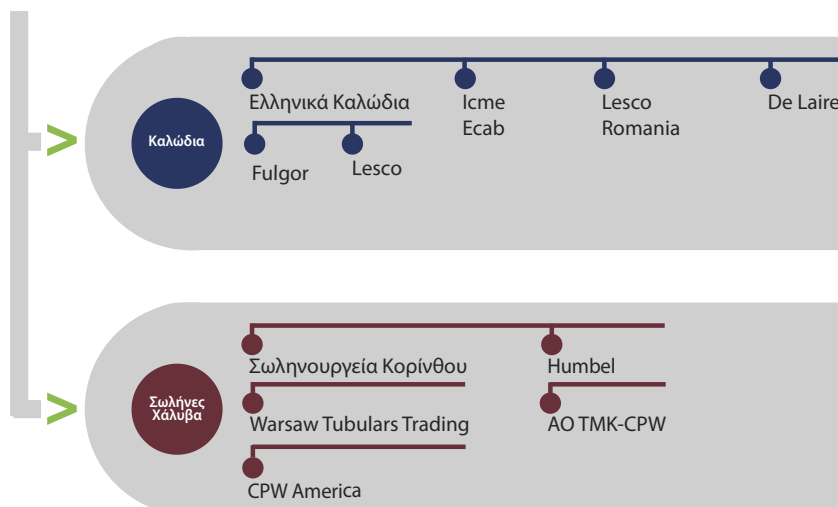 Καλώδια
Ελληνικά Καλώδια
Icme
Ecab
Lesco
Romania
De Laire
Fulgor
Lesco
Σωλήνες
Χάλυβα
Σωληνουργεία Κορίνθου
Humbel
Warsaw Tubulars Trading
AO TMK-CPW
CPW America